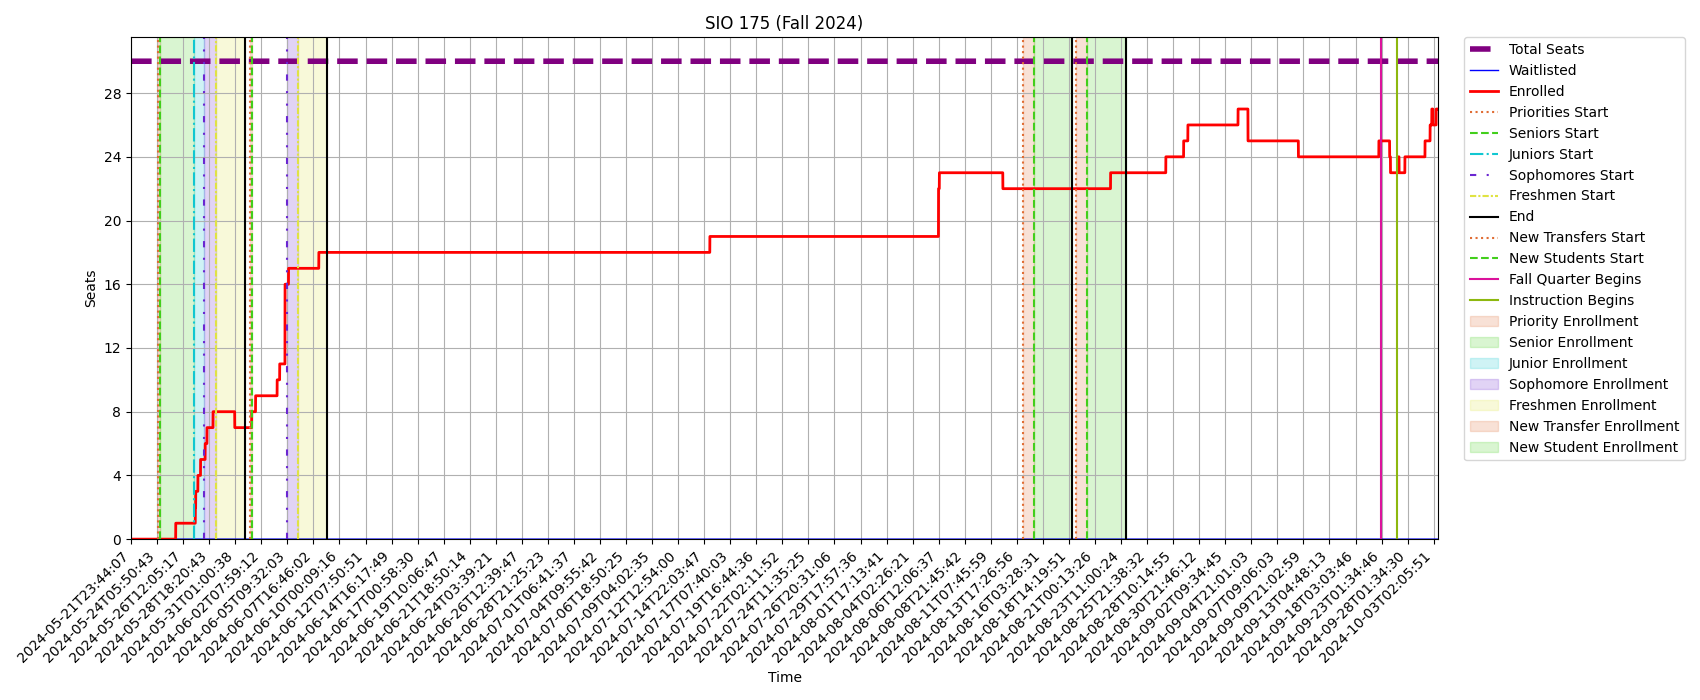 SIO 175 (Fall 2024)
Seats
28
24
20
16
12
8
4
0
2024-05-21T23:44:07
2024-05-24T05:50:43
2024-05-26T12:05:17
2024-05-28T18:20:43
2024-05-31T01:00:38
2024-06-02T07:59:12
2024-06-05T09:32:03
2024-06-07T16:46:02
2024-06-10T00:09:16
2024-06-12T07:50:51
2024-06-14T16:17:49
2024-06-17T00:58:30
2024-06-19T10:06:47
2024-06-21T18:50:14
2024-06-24T03:39:21
2024-06-26T12:39:47
2024-06-28T21:25:23
2024-07-01T06:41:37
2024-07-04T09:55:42
2024-07-06T18:50:25
2024-07-09T04:02:35
2024-07-12T12:54:00
2024-07-14T22:03:47
2024-07-17T07:40:03
2024-07-19T16:44:36
2024-07-22T02:11:52
2024-07-24T11:35:25
2024-07-26T20:31:06
2024-07-29T17:57:36
2024-08-01T17:13:41
2024-08-04T02:26:21
2024-08-06T12:06:37
2024-08-08T21:45:42
2024-08-11T07:45:59
2024-08-13T17:26:56
2024-08-16T03:28:31
2024-08-18T14:19:51
2024-08-21T00:13:26
2024-08-23T11:00:24
2024-08-25T21:38:32
2024-08-28T10:14:55
2024-08-30T21:46:12
2024-09-02T09:34:45
2024-09-04T21:01:03
2024-09-07T09:06:03
2024-09-09T21:02:59
2024-09-13T04:48:13
2024-09-18T03:03:46
2024-09-23T01:34:46
2024-09-28T01:34:30
2024-10-03T02:05:51
Time
Total Seats
Waitlisted
Enrolled
Priorities Start
Seniors Start
Juniors Start
Sophomores Start
Freshmen Start
End
New Transfers Start
New Students Start
Fall Quarter Begins
Instruction Begins
Priority Enrollment
Senior Enrollment
Junior Enrollment
Sophomore Enrollment
Freshmen Enrollment
New Transfer Enrollment
New Student Enrollment